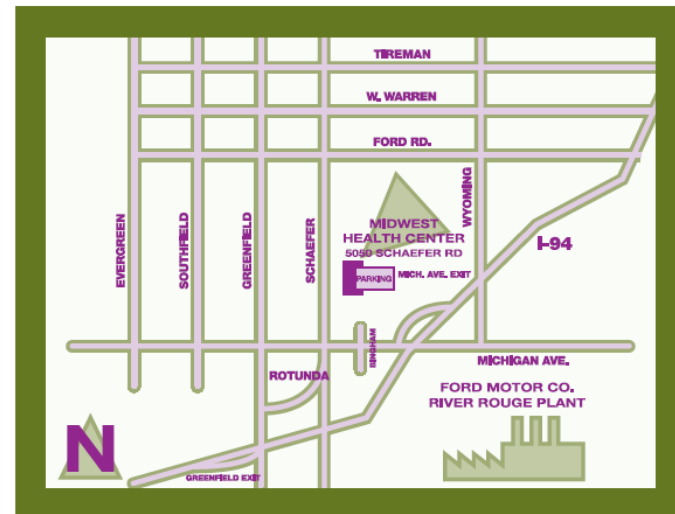 TIREMAN
W. WARREN
FORD RD.
EVERGREEN
SOUTHFIELD
GREENFIELD
SCHAEFER
WYOMING
MIDWEST
HEALTH CENTER
5050 SCHAEFER RD
I-94
PARKING
MICH. AVE. EXIT
BINGHAM
MICHIGAN AVE.
ROTUNDA
FORD MOTOR CO.
RIVER ROUGE PLANT
N
GREENFIELD EXIT